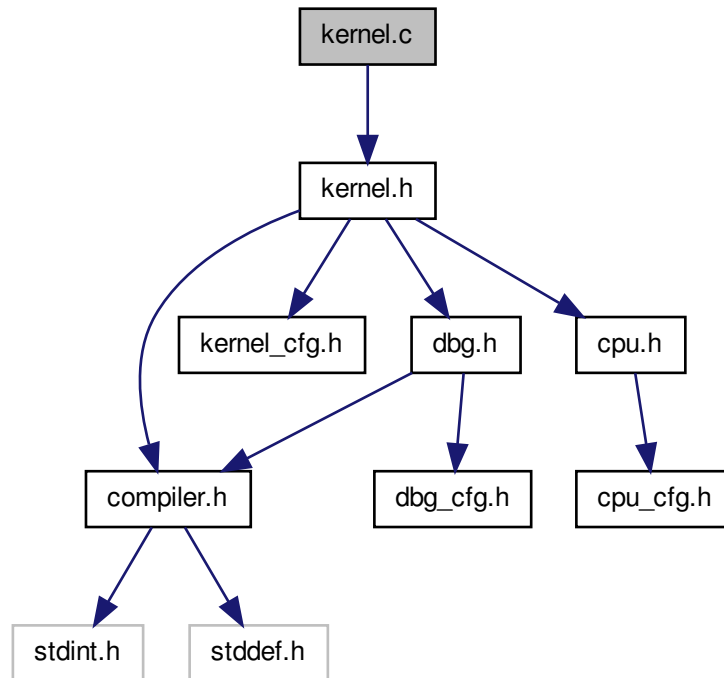 kernel.c
kernel.h
kernel_cfg.h
dbg.h
cpu.h
compiler.h
dbg_cfg.h
cpu_cfg.h
stdint.h
stddef.h